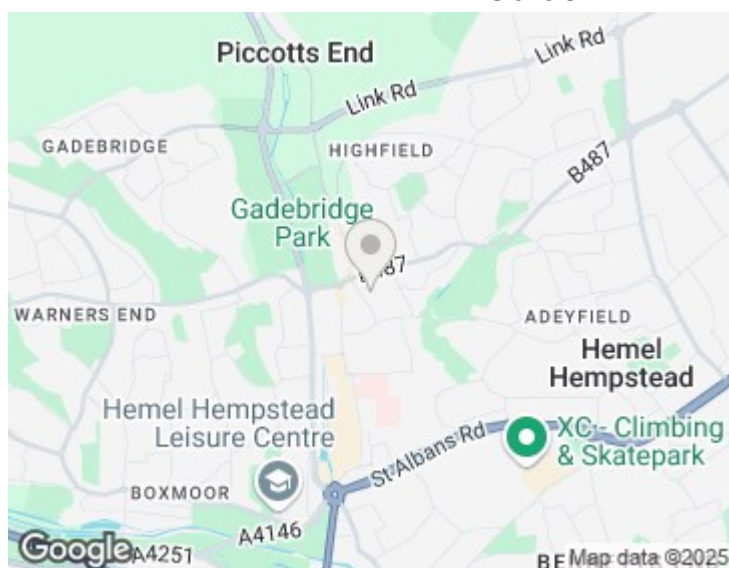 Piccotts End
Link Rd
Link Rd
GADEBRIDGE
HIGHFIELD
B487
Gadebridge
Park
487
WARNERS END
ADEYFIELD
Hemel
Hempstead
Hemel Hempstead
Leisure Centre
St Albans Rd
XC - Climbing
& Skatepark
BOXMOOR
A4146
Google
A4251
Map data ©2025